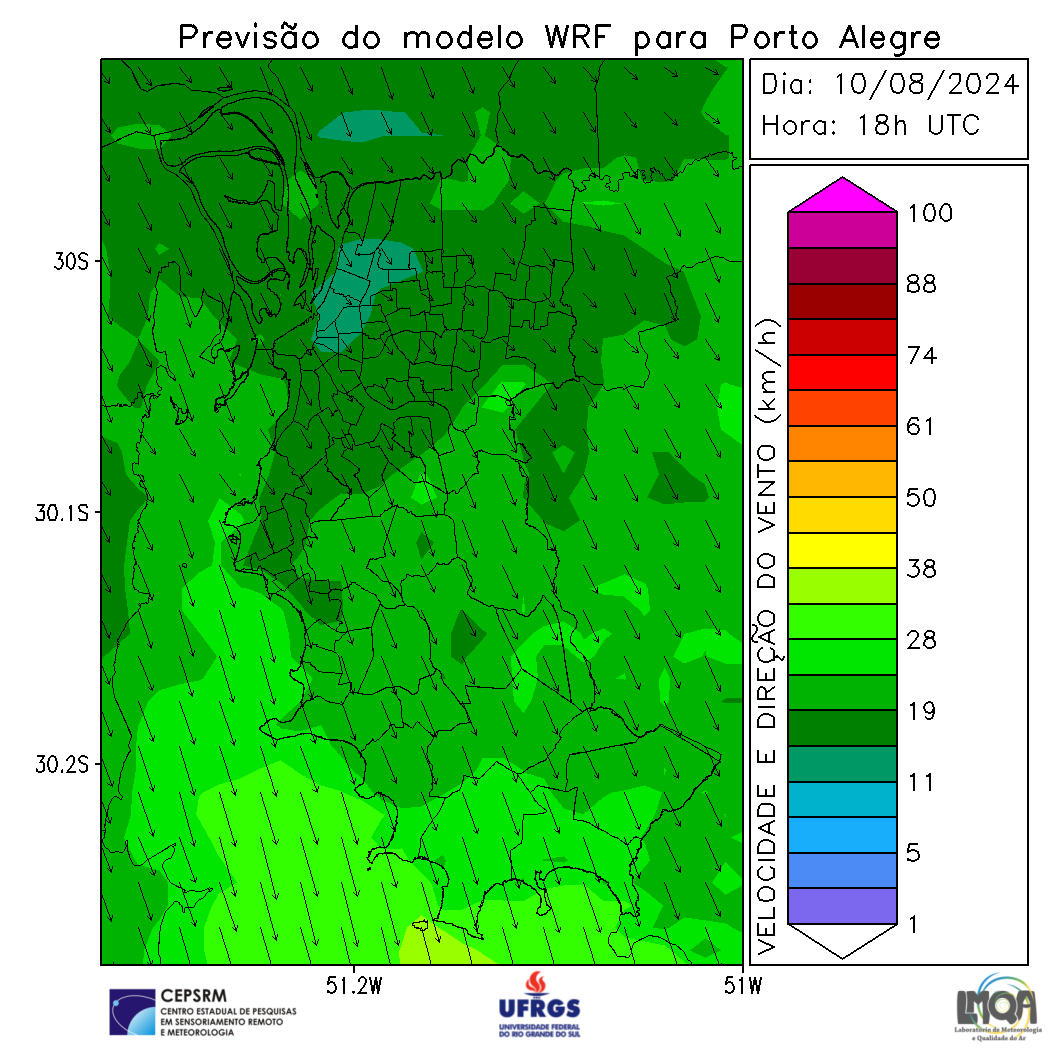 Previsão do modelo WRF para Porto Alegre
Dia: 10/08/2024
Hora: 18h UTC
30S
30.1S
30.2S
51.2W
51W
VELOCIDADE E DIREÇÃO DO VENTO (km/h)
100
88
74
61
50
38
28
19
11
5
1
CEPSRM
CENTRO ESTADUAL DE PESQUISAS
EM SENSORIAMENTO REMOTO
E METEOROLOGIA
UFRGS
UNIVERSIDADE FEDERAL
DO RIO GRANDE DO SUL
LMQA
Laboratório de Meteorologia
e Qualidade do Ar